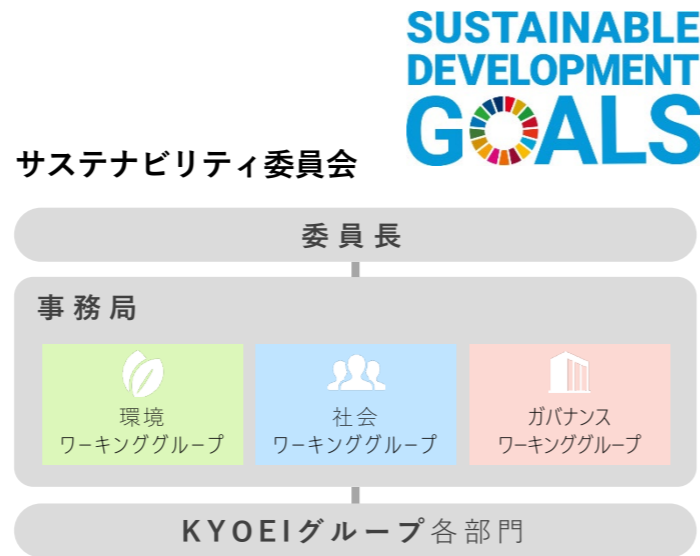 SUSTAINABLE
DEVELOPMENT
GOALS
サステナビリティ委員会
委員長
事務局
環境
ワーキンググループ
社会
ワーキンググループ
ガバナンス
ワーキンググループ
KYOEIグループ各部門